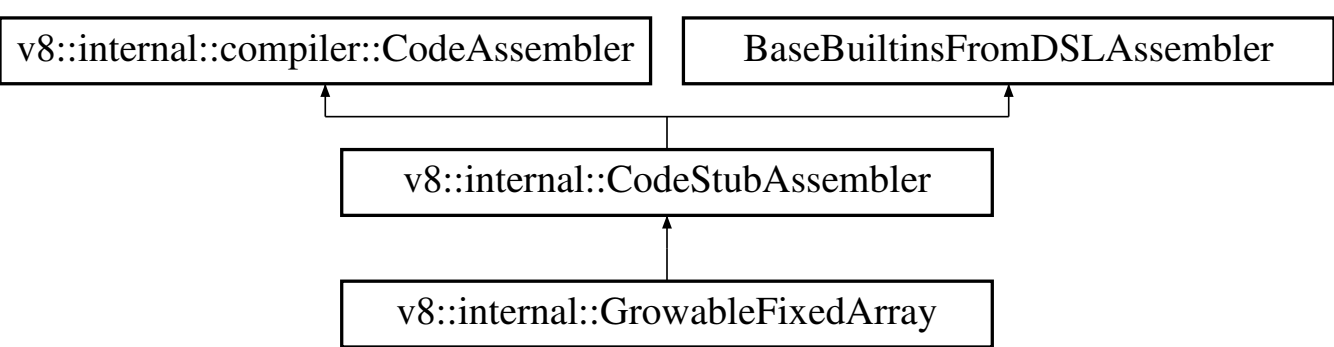 v8::internal::compiler::CodeAssembler
BaseBuiltinsFromDSLAssembler
v8::internal::CodeStubAssembler
v8::internal::GrowableFixedArray